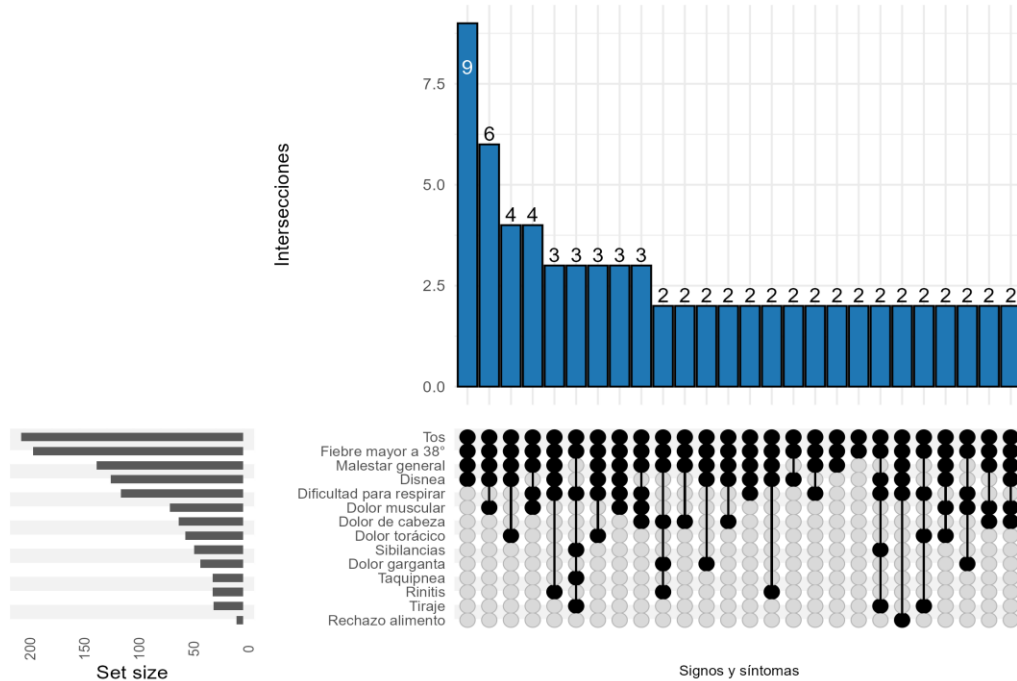 Intersecciones
7.5
5.0
2.5
0.0
9
6
4 4
3 3 3 3 3
2 2 2 2 2 2 2 2 2 2 2 2 2 2 2 2 2
Tos
Fiebre mayor a 38°
Malestar general
Disnea
Dificultad para respirar
Dolor muscular
Dolor de cabeza
Dolor torácico
Sibilancias
Dolor garganta
Taquipnea
Rinitis
Tiraje
Rechazo alimento
200 150 100 50 0
Set size
Signos y síntomas